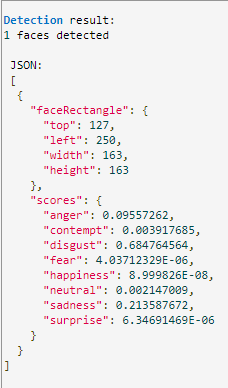 Detection result:
1 faces detected
JSON:
[
{
"faceRectangle": {
"top": 127,
"left": 250,
"width": 163,
"height": 163
},
"scores": {
"anger": 0.09557262,
"contempt": 0.003917685,
"disgust": 0.684764564,
"fear": 4.03712329E-06,
"happiness": 8.999826E-08,
"neutral": 0.002147009,
"sadness": 0.213587672,
"surprise": 6.34691469E-06
}
}
]